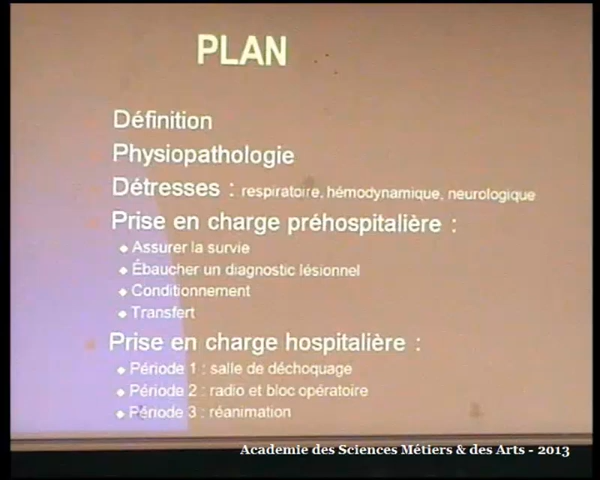 PLAN
Définition
Physiopathologie
Détresses : respiratoire, hémodynamique, neurologique
Prise en charge préhospitalière :
Assurer la survie
Ébaucher un diagnostic lésionnel
Conditionnement
Transfert
Prise en charge hospitalière :
Période 1 : salle de déchoquage
Période 2 : radio et bloc opératoire
Période 3 : réanimation
Academie des Sciences Métiers & des Arts - 2013